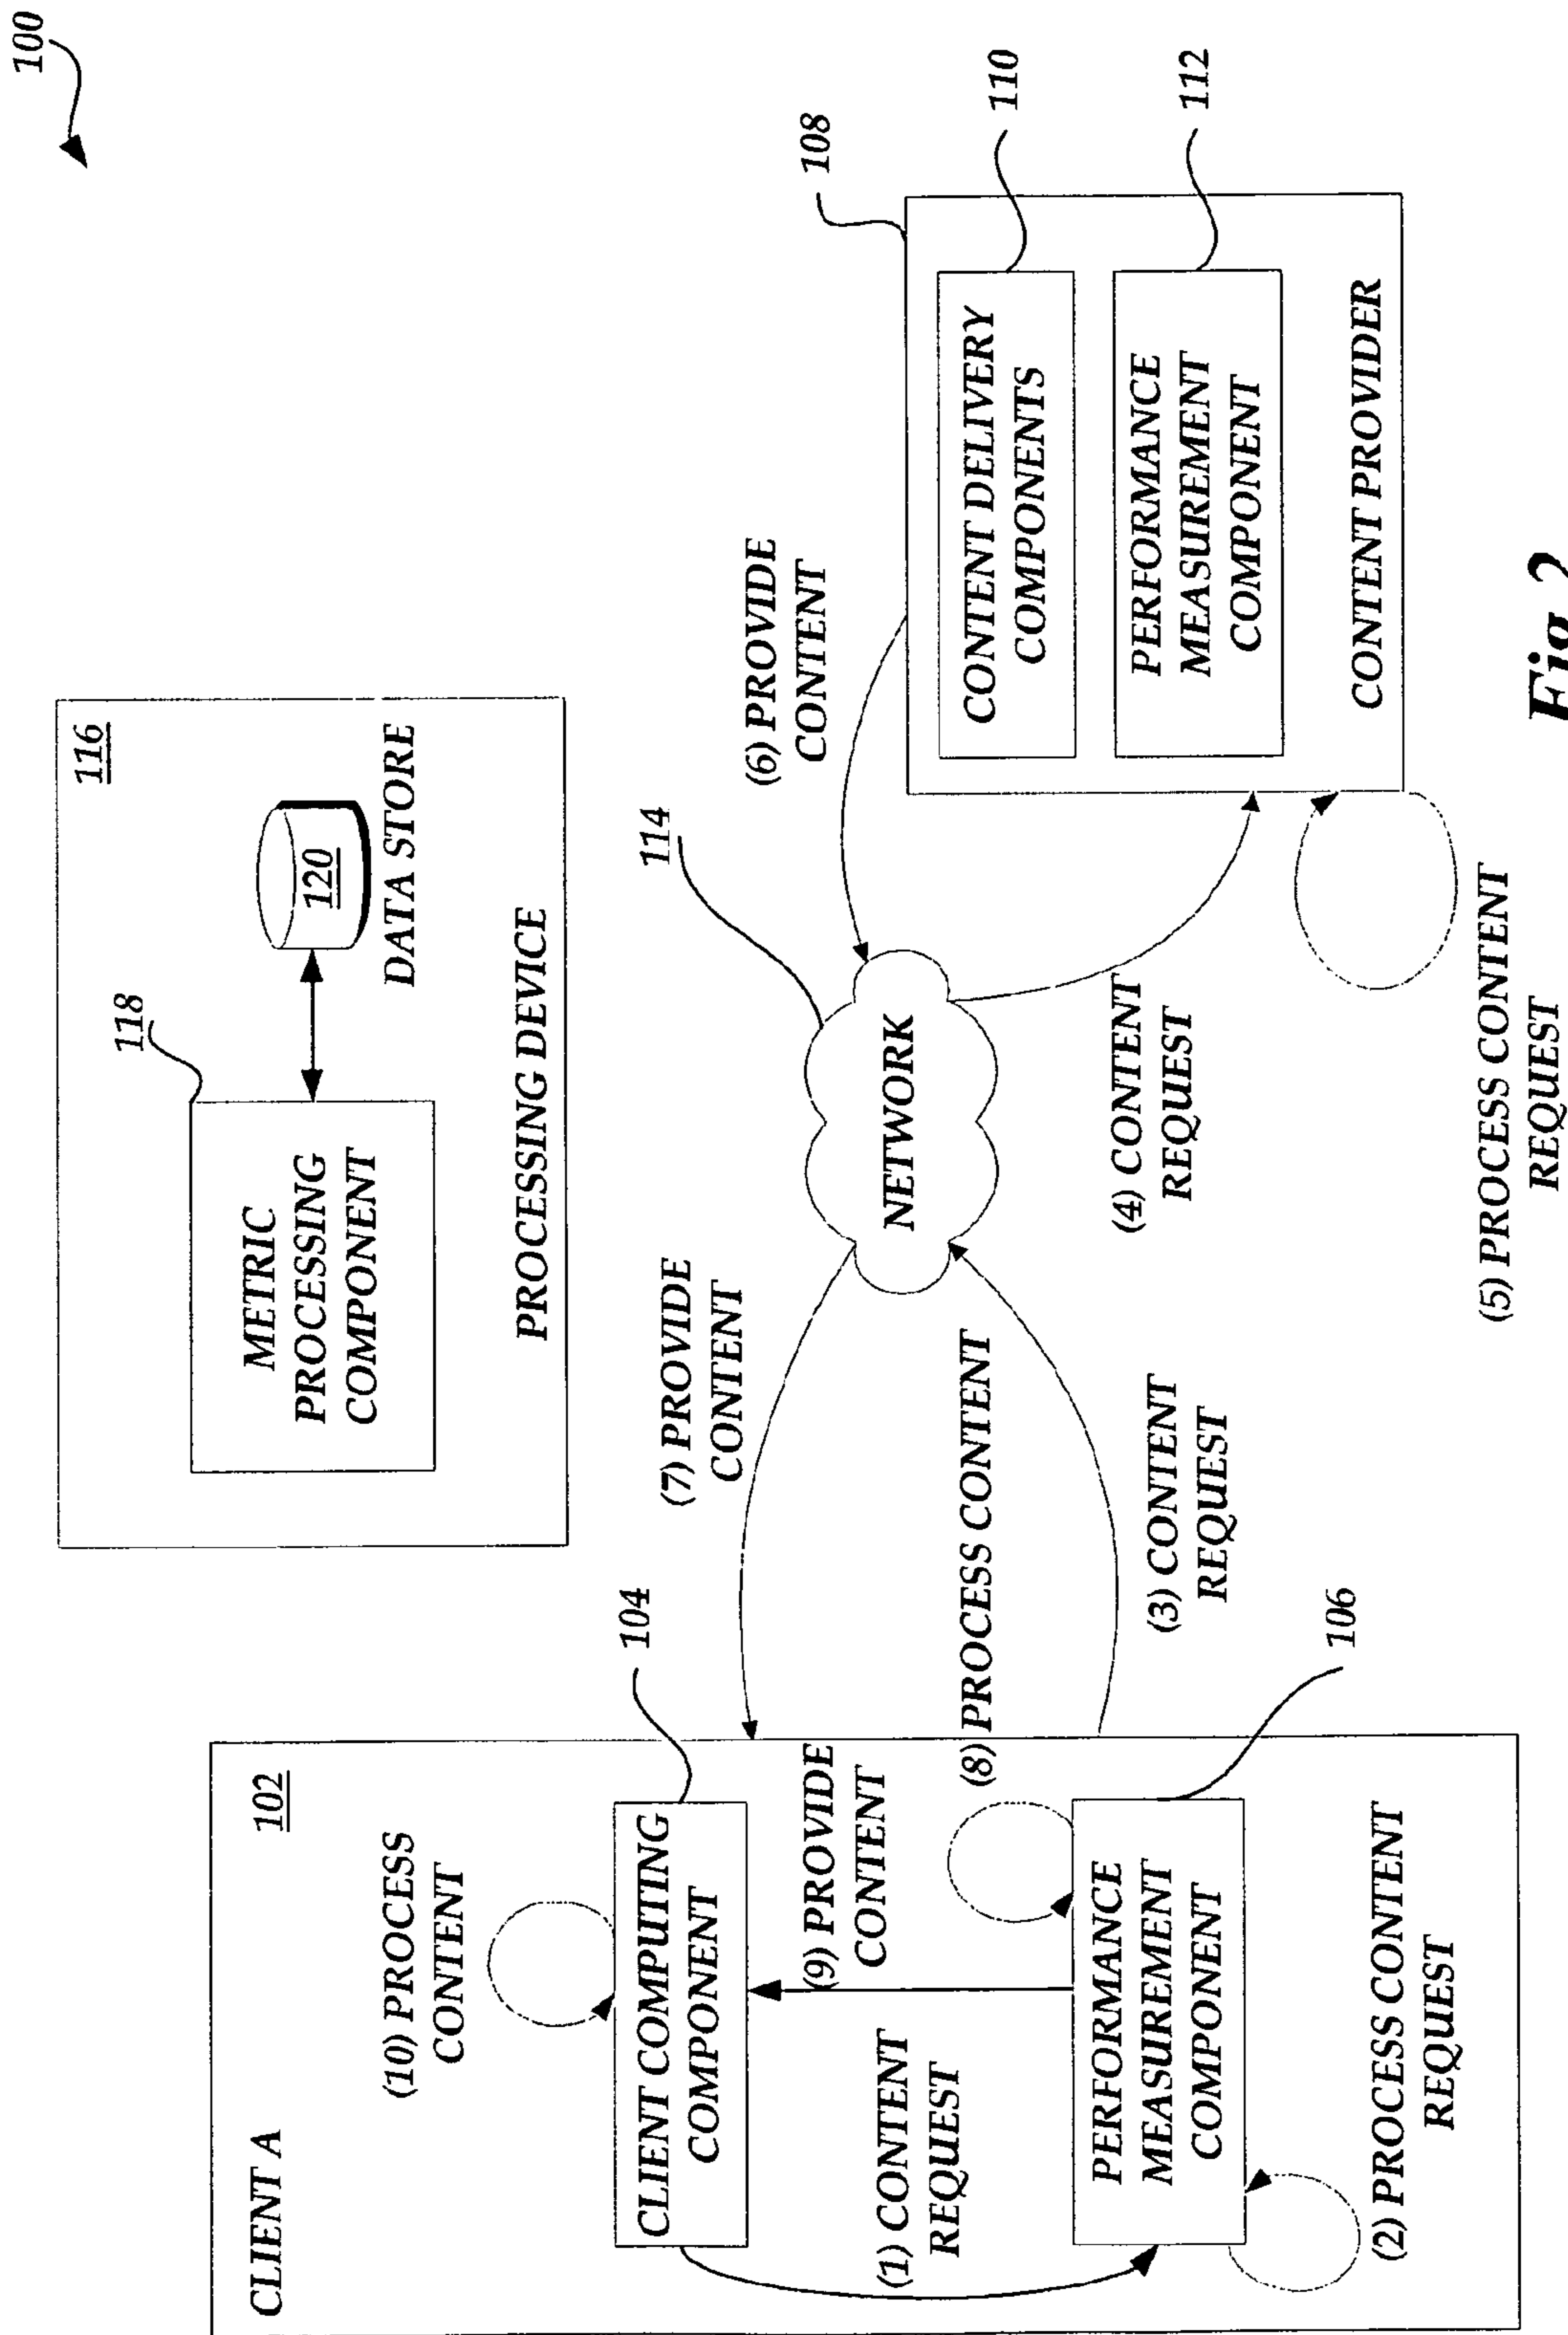 100
116
118
METRIC
PROCESSING
COMPONENT
120
DATA STORE
PROCESSING DEVICE
CLIENT A
102
(10) PROCESS
CONTENT
104
CLIENT COMPUTING
COMPONENT
(1) CONTENT
REQUEST
(9) PROVIDE
CONTENT
(8) PROCESS CONTENT
PERFORMANCE
MEASUREMENT
COMPONENT
106
(2) PROCESS CONTENT
REQUEST
(7) PROVIDE
CONTENT
(3) CONTENT
REQUEST
114
NETWORK
(6) PROVIDE
CONTENT
(4) CONTENT
REQUEST
108
CONTENT DELIVERY
COMPONENTS
110
PERFORMANCE
MEASUREMENT
COMPONENT
112
CONTENT PROVIDER
(5) PROCESS CONTENT
REQUEST
Fig.2